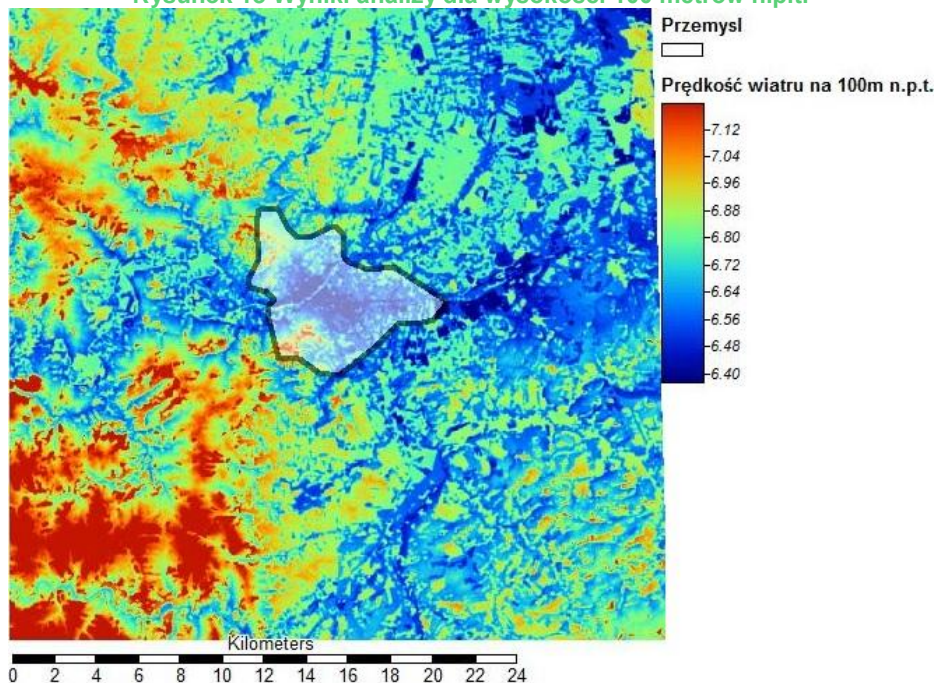 Rysunek Wyniki analizy dla wysokości 100 metrów n.p.t.
Przemysl
Prędkość wiatru na 100m n.p.t.
7.12
7.04
6.96
6.88
6.80
6.72
6.64
6.56
6.48
6.40
Kilometers
0 2 4 6 8 10 12 14 16 18 20 22 24